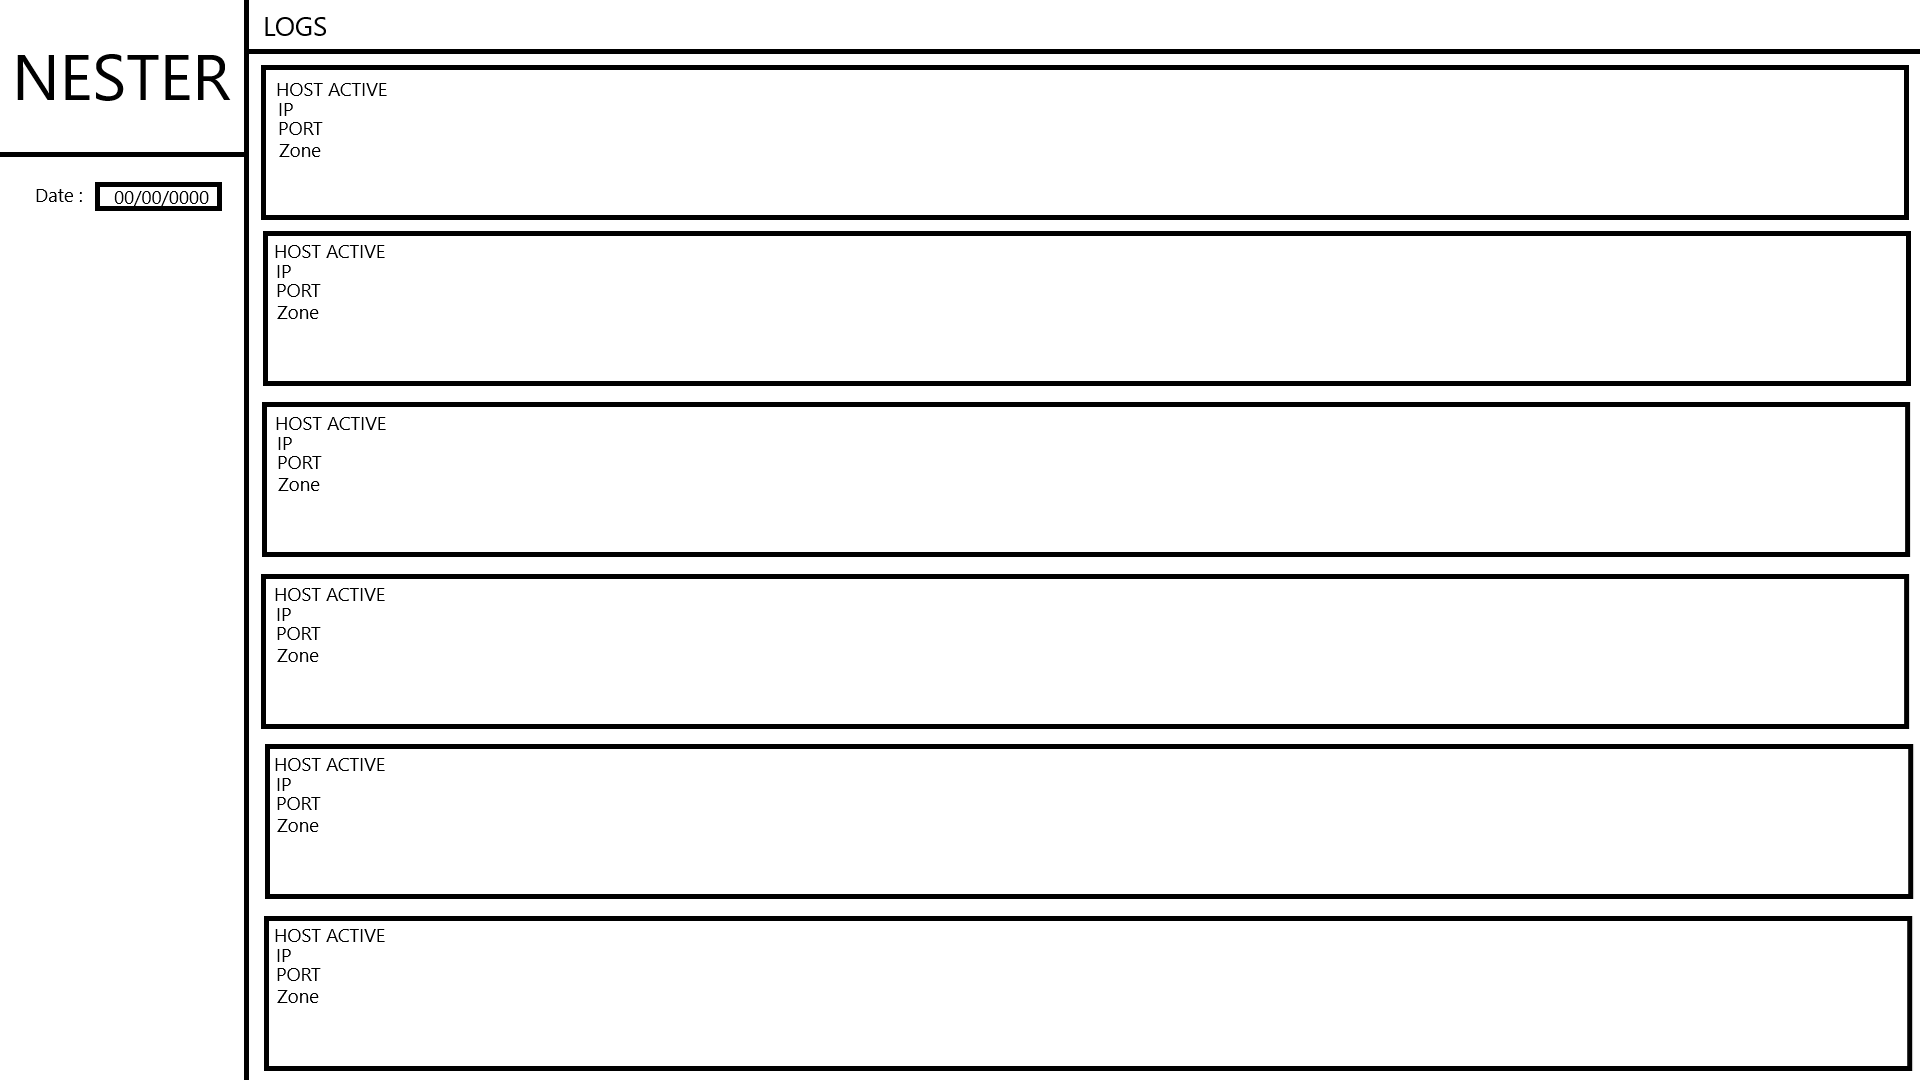 NESTER
Date : 00/00/0000
LOGS
HOST ACTIVE
IP
PORT
Zone
HOST ACTIVE
IP
PORT
Zone
HOST ACTIVE
IP
PORT
Zone
HOST ACTIVE
IP
PORT
Zone
HOST ACTIVE
IP
PORT
Zone
HOST ACTIVE
IP
PORT
Zone